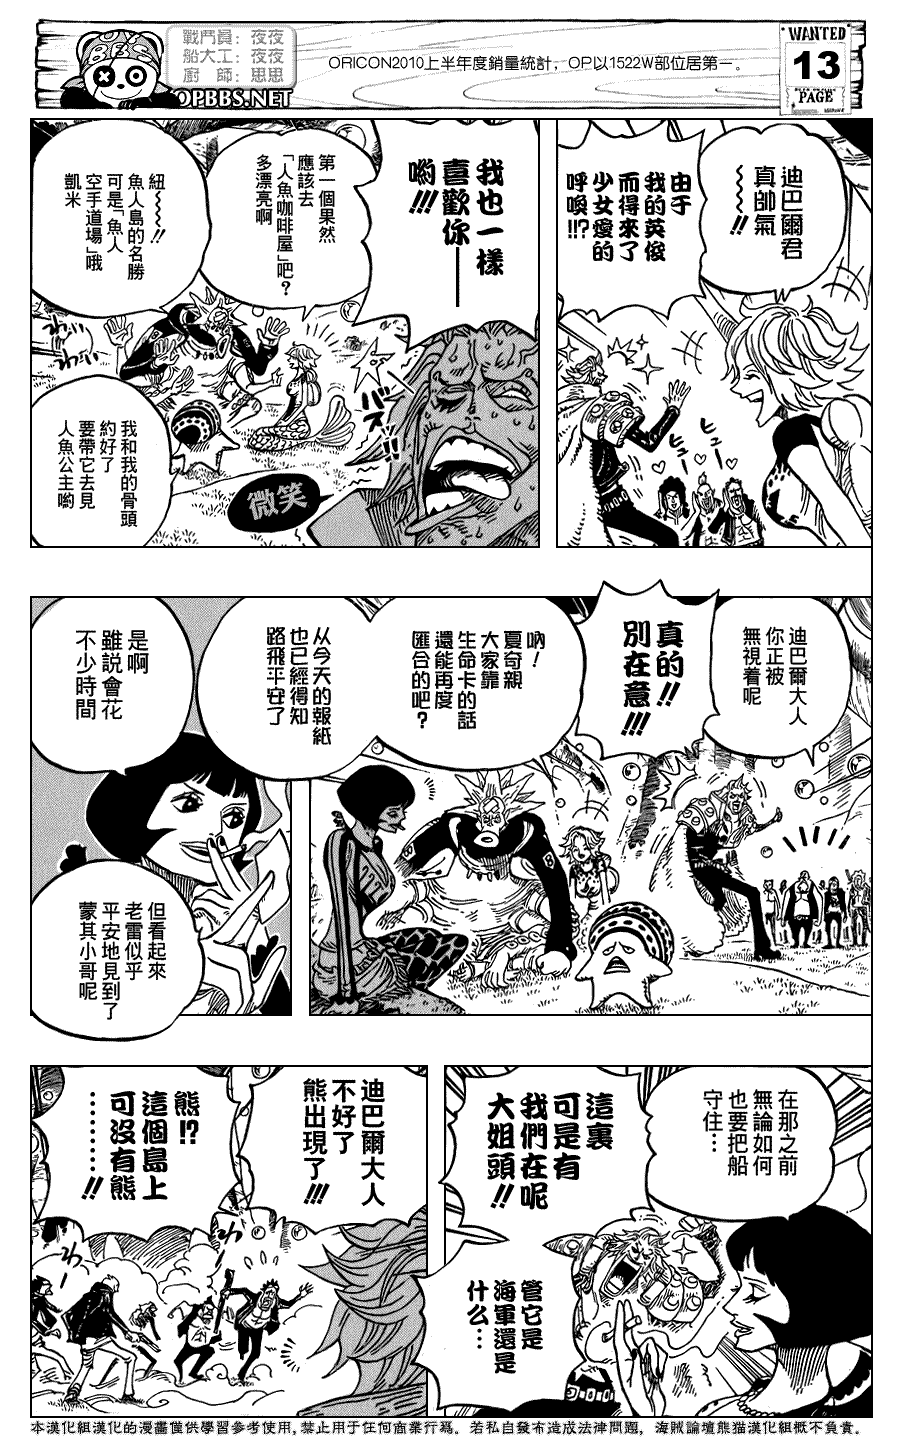 戰鬥員：夜夜
船大工：夜夜
廚　師：思思
OPBBS.NET
ORICON2010上半年度銷量統計，OP以1522W部位居第一。
WANTED
13
PAGE
迪巴爾君
真帥氣
～～～!!
由于
我的英俊
而得來了
少女愛的
呼喚!!?
ヒュー
ヒュー
我也一樣
喜歡你——
喲!!!
第一個果然
應該去
「人魚咖啡屋」吧？
多漂亮啊
紐～～!!
魚人島的名勝
可是「魚人
空手道場」哦
凱米
我和我的骨頭
約好了
要帶它去見
人魚公主喲
微笑
迪巴爾大人
你正被
無視着呢
真的!!
別在意!!!
吶！
夏奇親
大家靠
生命卡的話
還能再度
匯合的吧？
从今天的報紙
也已經得知
路飛平安了
是啊
雖説會花
不少時間
但看起來
老雷似乎
平安地見到了
蒙其小哥呢
在那之前
無論如何
也要把船
守住…
這裏
可是有
我們在呢
大姐頭!!
管它是
海軍還是
什么…
迪巴爾大人
不好了
熊出現了!!!
熊!?
這個島上
可沒有熊
………!!
本漢化組漢化的漫畫僅供學習參考使用，禁止用于任何商業行爲。若私自發布造成法律問題，海賊論壇熊猫漢化組概不負責。